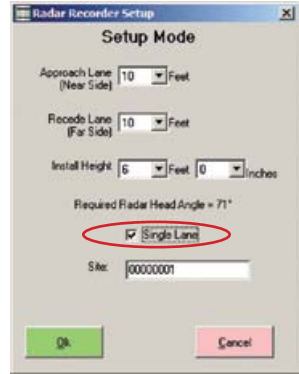 Radar Recorder Setup
Setup Mode
Approach Lane 10 Feet
(Near Side)
Recede Lane 10 Feet
(Far Side)
Install Height 6 Feet 0 Inches
Required Radar Head Angle = 71°
Single Lane
Site: 00000001
Ok Cancel